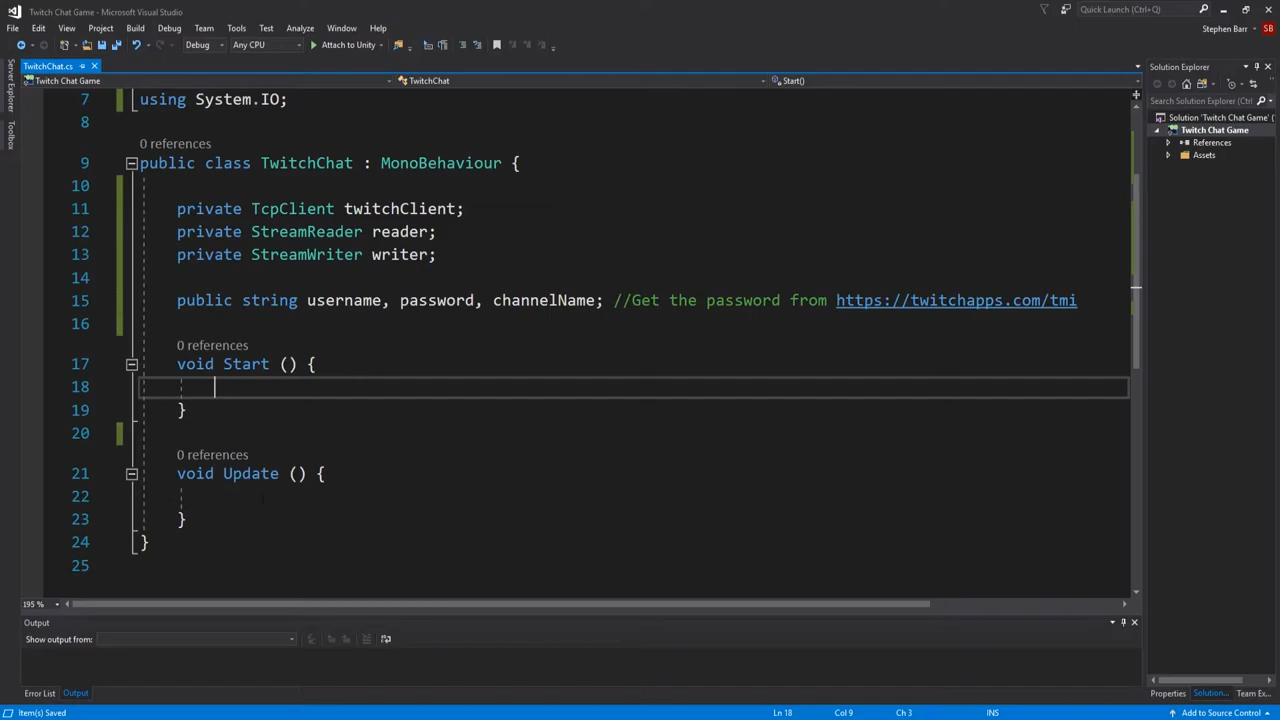 Twitch Chat Game - Microsoft Visual Studio
Quick Launch (Ctrl+Q)
File Edit View Project Build Debug Team Tools Test Analyze Window Help
Stephen Barr SB
Debug Any CPU Attach to Unity
Server Explorer
Toolbox
TwitchChat.cs
Twitch Chat Game TwitchChat Start()
7 using System.IO;
8
0 references
9 public class TwitchChat : MonoBehaviour {
10
11 private TcpClient twitchClient;
12 private StreamReader reader;
13 private StreamWriter writer;
14
15 public string username, password, channelName; //Get the password from https://twitchapps.com/tmi
16
0 references
17 void Start () {
18
19 }
20
0 references
21 void Update () {
22
23 }
24 }
25
195 %
Solution Explorer
Search Solution Explorer (Ctrl
Solution 'Twitch Chat Game' (
Twitch Chat Game
References
Assets
Output
Show output from:
Error List Output
Properties Solution... Team Ex...
Item(s) Saved Ln 18 Col 9 Ch 3 INS Add to Source Control